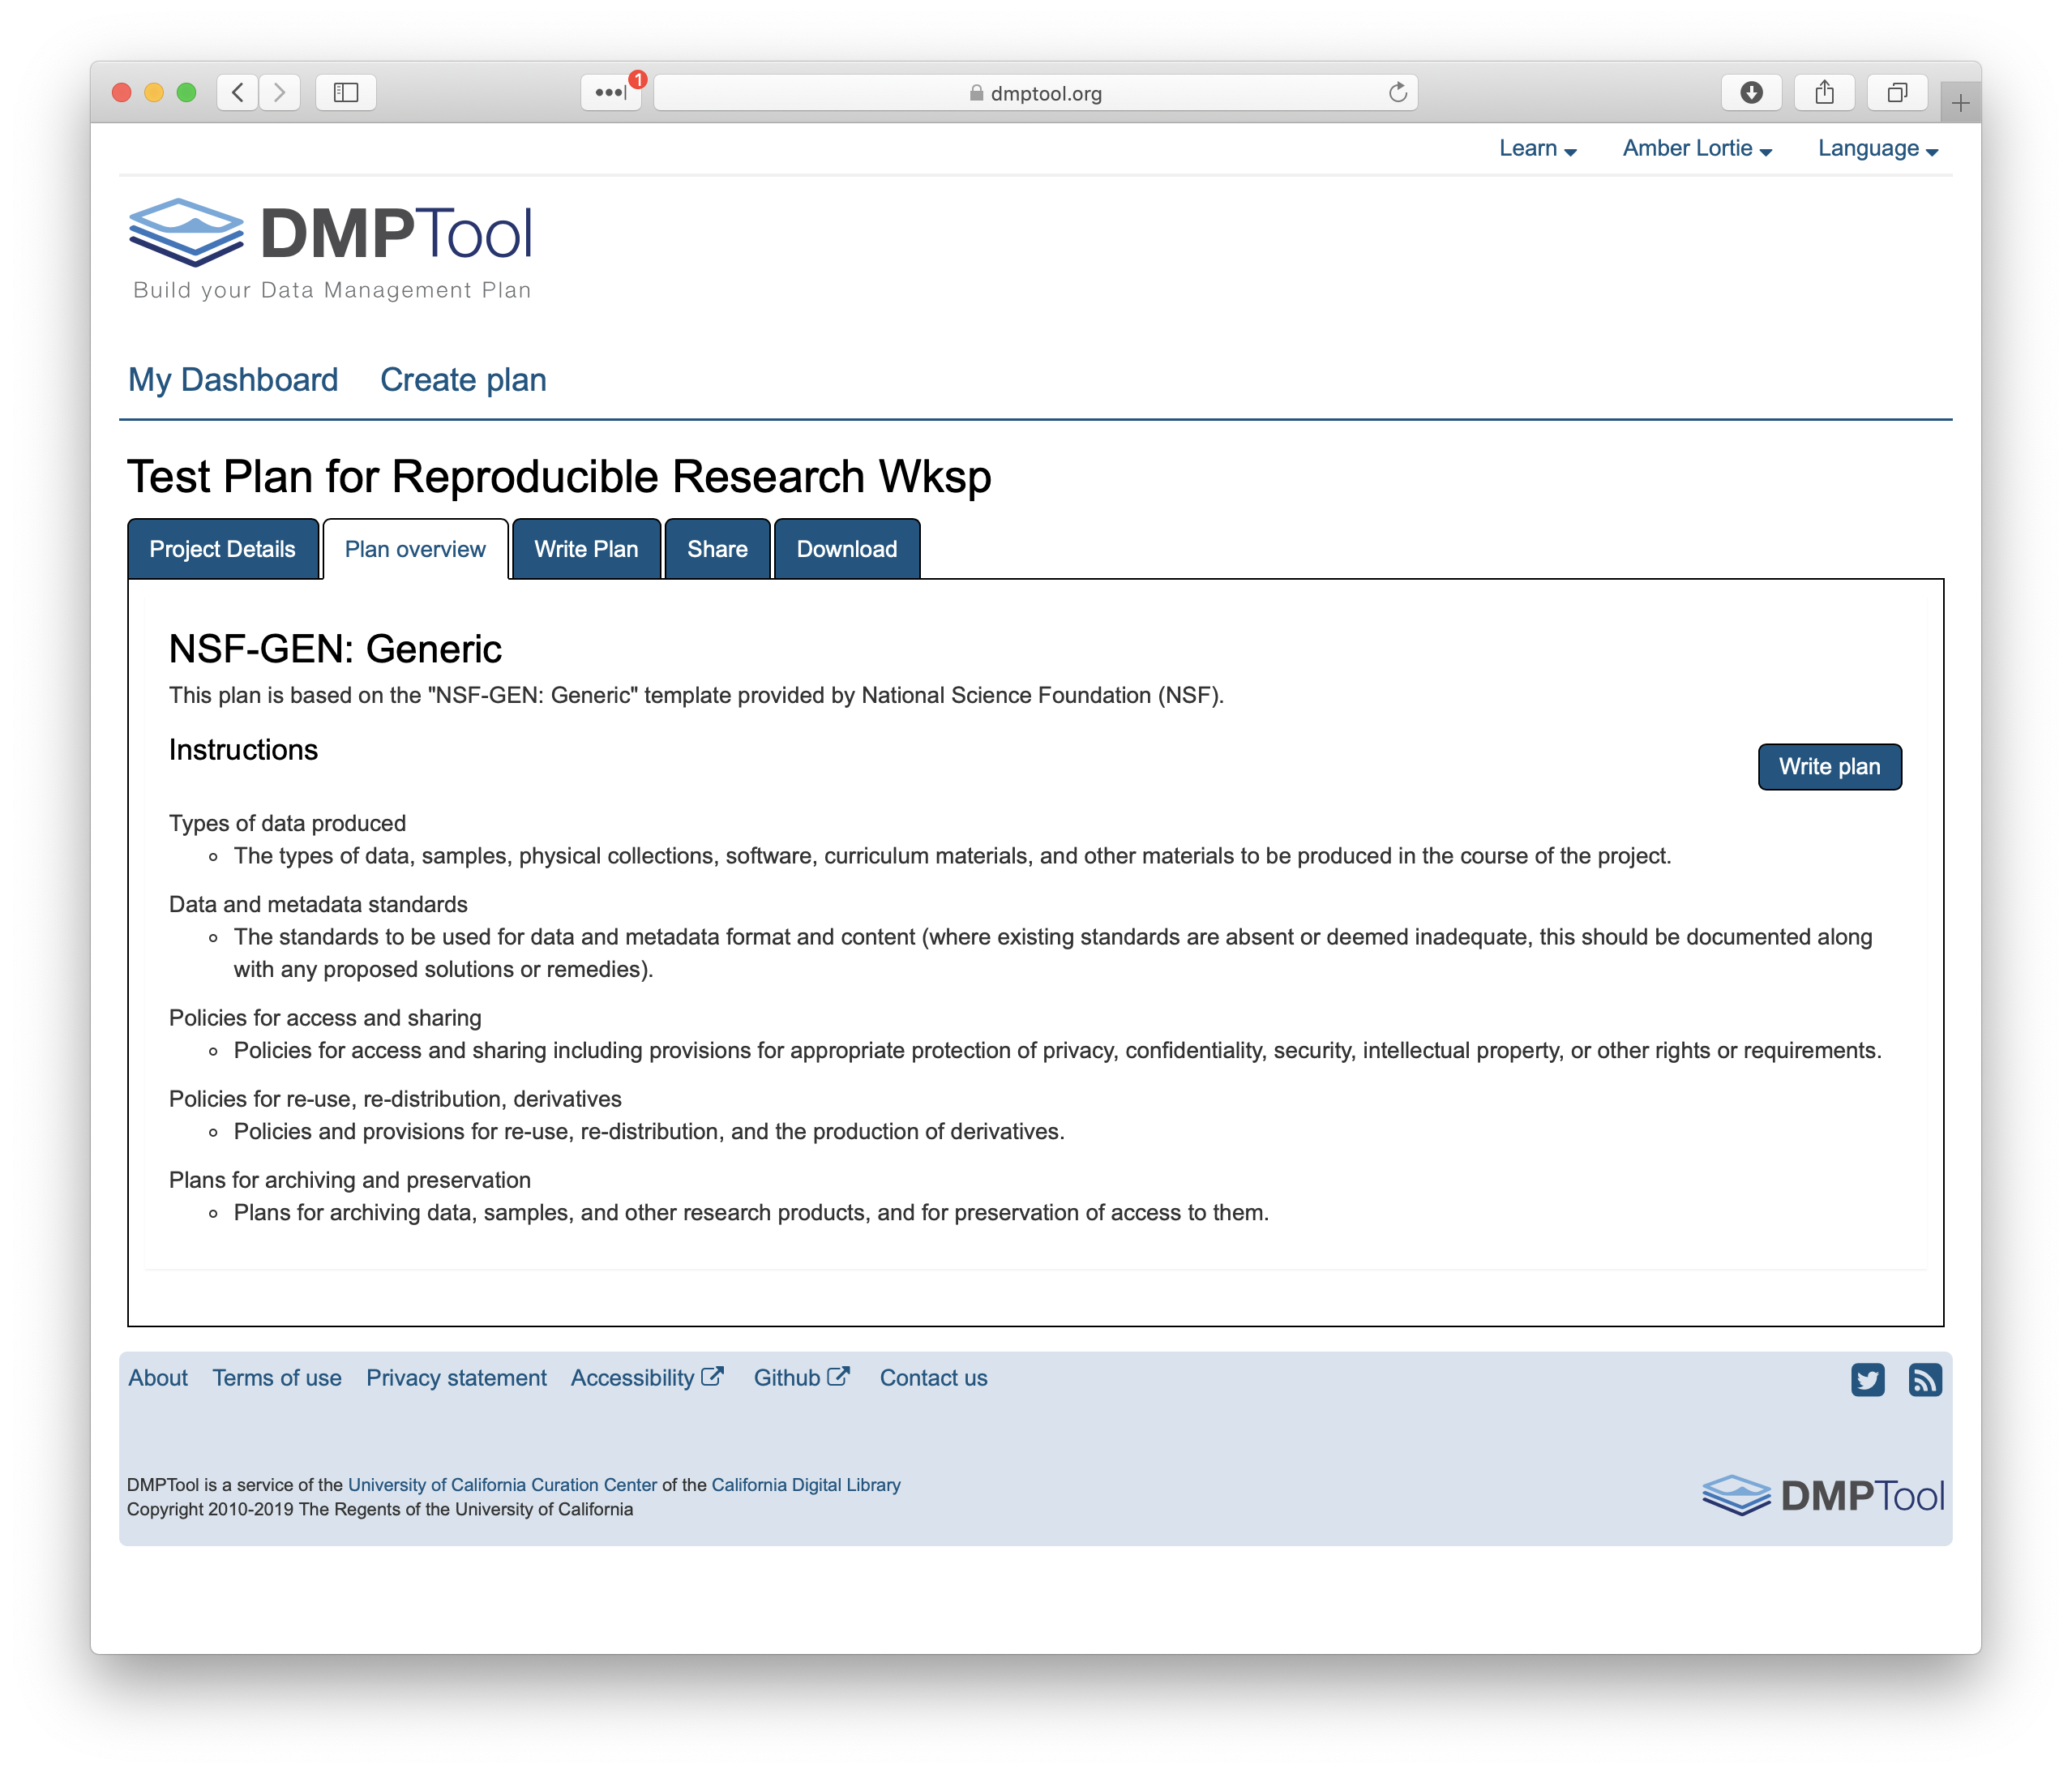 1
dmptool.org
Learn
Amber Lortie
Language
DMPTool
Build your Data Management Plan
My Dashboard Create plan
Test Plan for Reproducible Research Wksp
Project Details Plan overview Write Plan Share Download
NSF-GEN: Generic
This plan is based on the "NSF-GEN: Generic" template provided by National Science Foundation (NSF).
Instructions
Write plan
Types of data produced
The types of data, samples, physical collections, software, curriculum materials, and other materials to be produced in the course of the project.
Data and metadata standards
The standards to be used for data and metadata format and content (where existing standards are absent or deemed inadequate, this should be documented along
with any proposed solutions or remedies).
Policies for access and sharing
Policies for access and sharing including provisions for appropriate protection of privacy, confidentiality, security, intellectual property, or other rights or requirements.
Policies for re-use, re-distribution, derivatives
Policies and provisions for re-use, re-distribution, and the production of derivatives.
Plans for archiving and preservation
Plans for archiving data, samples, and other research products, and for preservation of access to them.
About Terms of use Privacy statement Accessibility Github Contact us
DMPTool is a service of the University of California Curation Center of the California Digital Library
Copyright 2010-2019 The Regents of the University of California
DMPTool